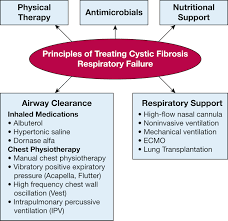 Physical
Therapy
Antimicrobials
Nutritional
Support
Principles of Treating Cystic Fibrosis
Respiratory Failure
Airway Clearance
Inhaled Medications
• Albuterol
• Hypertonic saline
• Dornase alfa
Chest Physiotherapy
• Manual chest physiotherapy
• Vibratory positive expiratory
pressure (Acapella, Flutter)
• High frequency chest wall
oscillation (Vest)
• Intrapulmonary percussive
ventilation (IPV)
Respiratory Support
• High-flow nasal cannula
• Noninvasive ventilation
• Mechanical ventilation
• ECMO
• Lung Transplantation